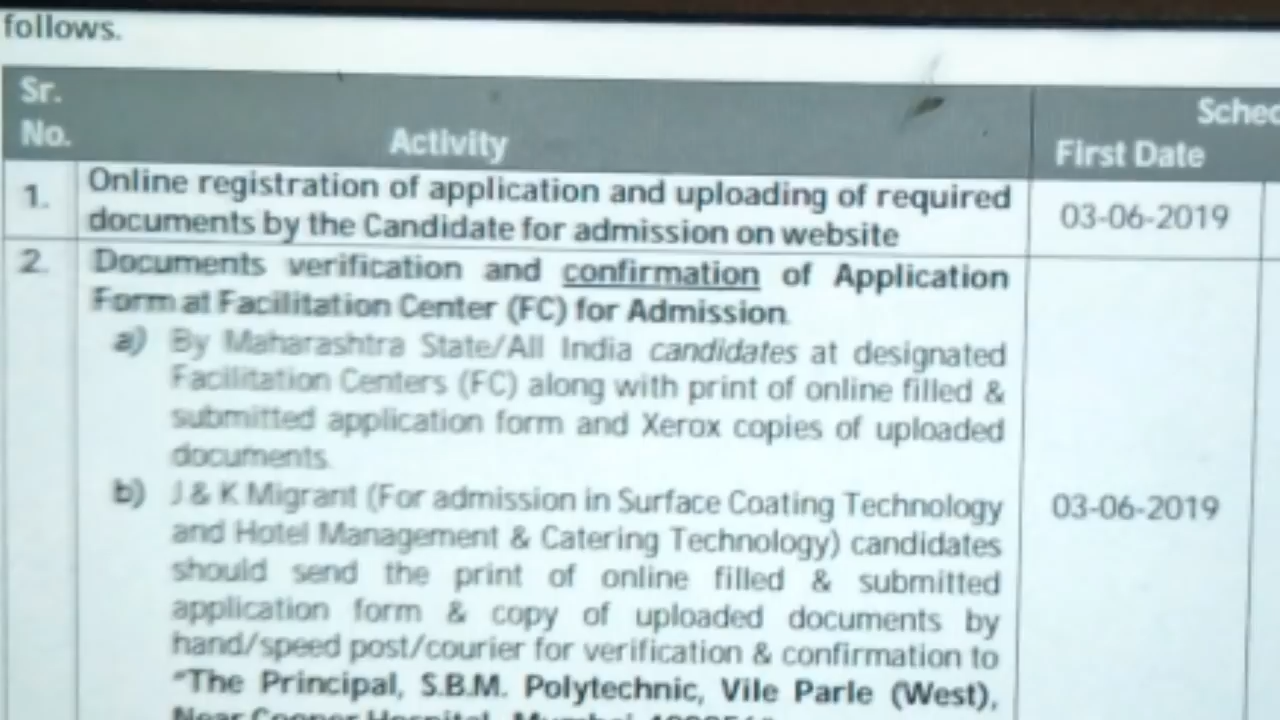 follows.
Sr.
No.
Activity
Sched
First Date
1.
Online registration of application and uploading of required
documents by the Candidate for admission on website
03-06-2019
2.
Documents verification and confirmation of Application
Form at Facilitation Center (FC) for Admission.
a) By Maharashtra State/All India candidates at designated
Facilitation Centers (FC) along with print of online filled &
submitted application form and Xerox copies of uploaded
documents.
b) J & K Migrant (For admission in Surface Coating Technology
and Hotel Management & Catering Technology) candidates
should send the print of online filled & submitted
application form & copy of uploaded documents by
hand/speed post/courier for verification & confirmation to
"The Principal, S.B.M. Polytechnic, Vile Parle (West),
Near Cooper Hospital, Mumbai
03-06-2019